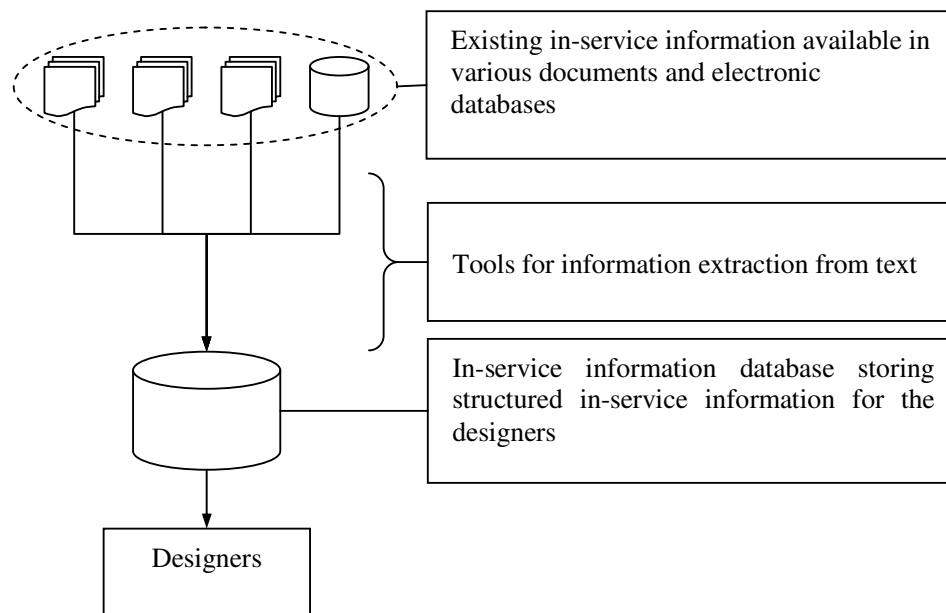 Existing in-service information available in
various documents and electronic
databases
Tools for information extraction from text
In-service information database storing
structured in-service information for the
designers
Designers